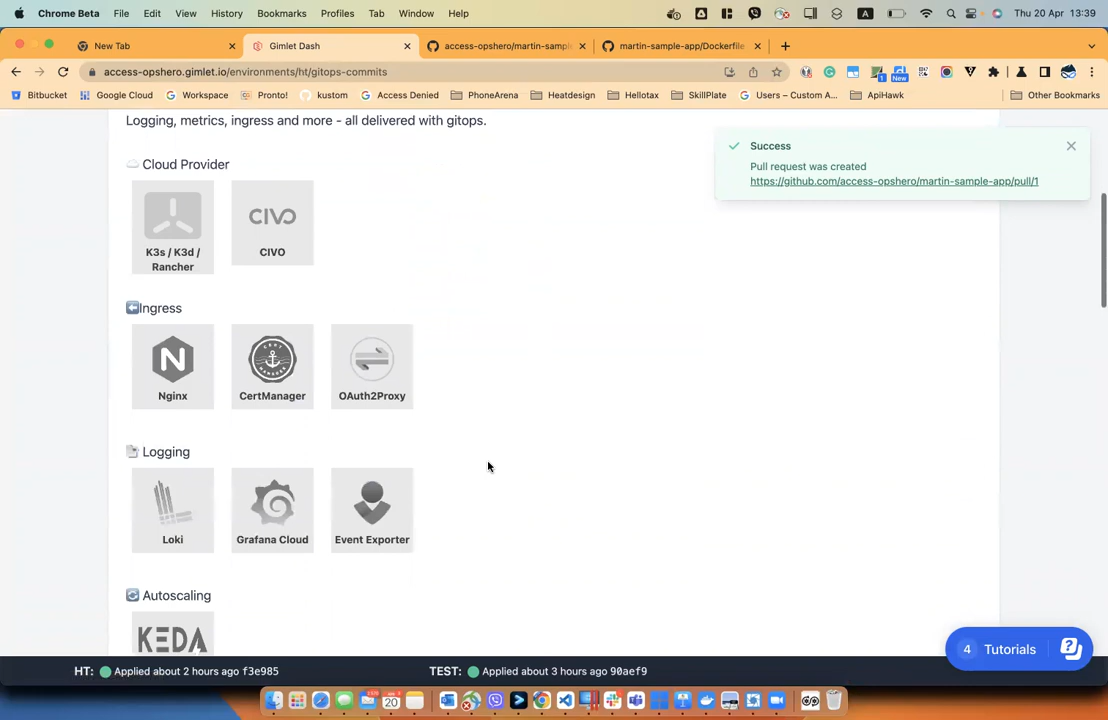 Chrome Beta File Edit View History Bookmarks Profiles Tab Window Help Thu 20 Apr 13:39
New Tab Gimlet Dash access-opshero/martin-sampl martin-sample-app/Dockerfile
access-opshero.gimlet.io/environments/ht/gitops-commits
New
Bitbucket Google Cloud Workspace Pronto! kustom Access Denied PhoneArena Heatdesign Hellotax SkillPlate Users – Custom A... ApiHawk Other Bookmarks
Logging, metrics, ingress and more - all delivered with gitops.
Success
Pull request was created
https://github.com/access-opshero/martin-sample-app/pull/1
Cloud Provider
CIVO
K3s / K3d / Rancher
CIVO
Ingress
N
CERT MANAGER
Nginx CertManager OAuth2Proxy
Logging
Loki Grafana Cloud Event Exporter
Autoscaling
KEDA
4 Tutorials
HT: Applied about 2 hours ago f3e985 TEST: Applied about 3 hours ago 90aef9